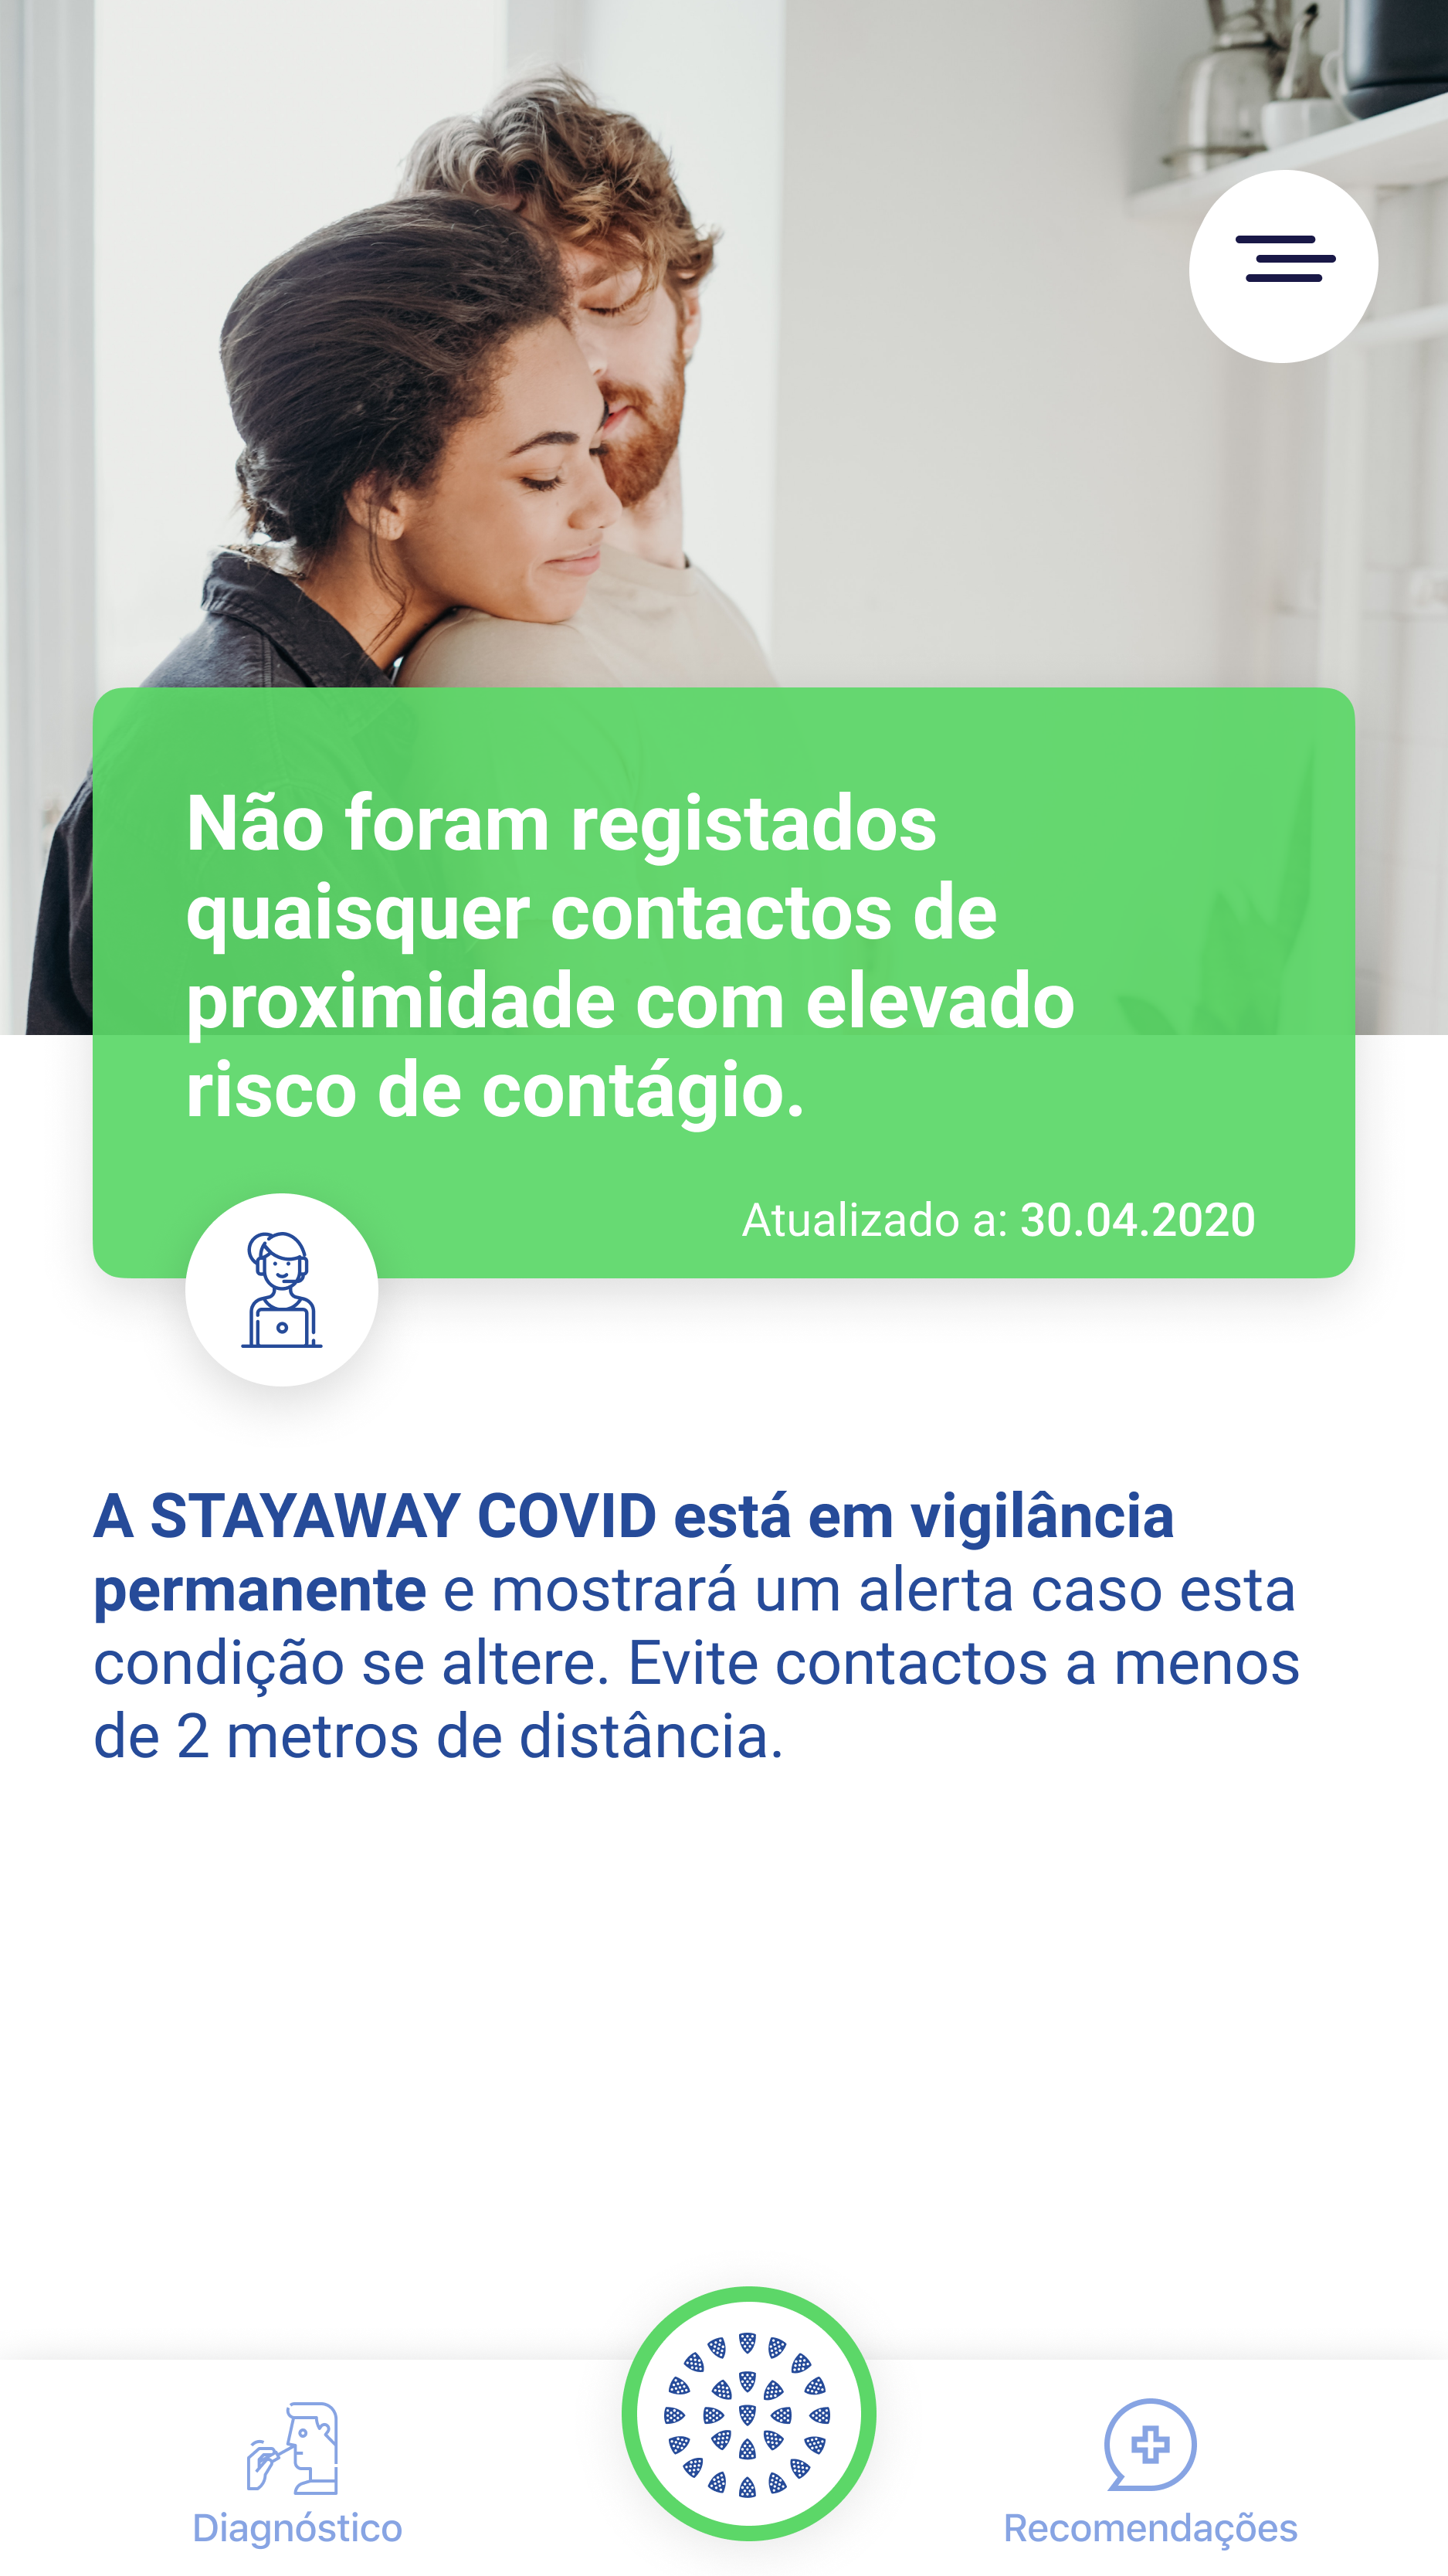 Não foram registados
quaisquer contactos de
proximidade com elevado
risco de contágio.
Atualizado a: 30.04.2020
A STAYAWAY COVID está em vigilância
permanente e mostrará um alerta caso esta
condição se altere. Evite contactos a menos
de 2 metros de distância.
Diagnóstico
Recomendações